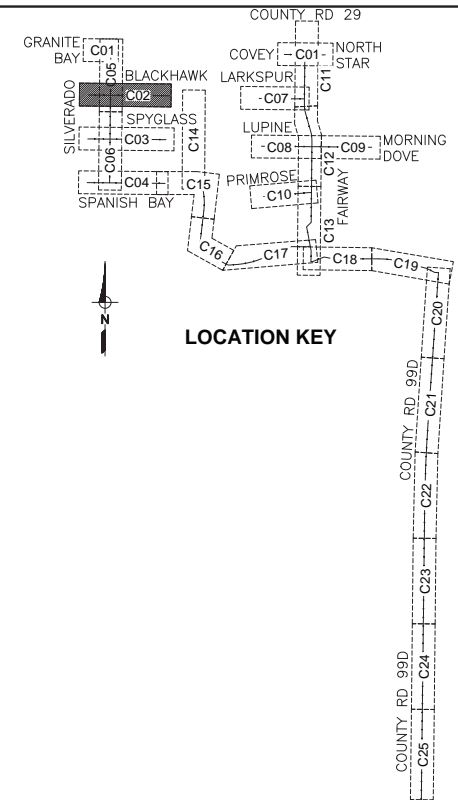 COUNTY RD 29
GRANITE
BAY
C01
C05
BLACKHAWK
C02
SILVERADO
SPYGLASS
C03
C06
C04
SPANISH BAY
C14
C15
C16
COVEY
C01
NORTH
STAR
C11
LARKSPUR
C07
LUPINE
C08
C09
MORNING
DOVE
C12
PRIMROSE
C10
FAIRWAY
C13
C17
C18
C19
N
LOCATION KEY
C20
COUNTY RD 99D
C21
C22
C23
COUNTY RD 99D
C24
C25